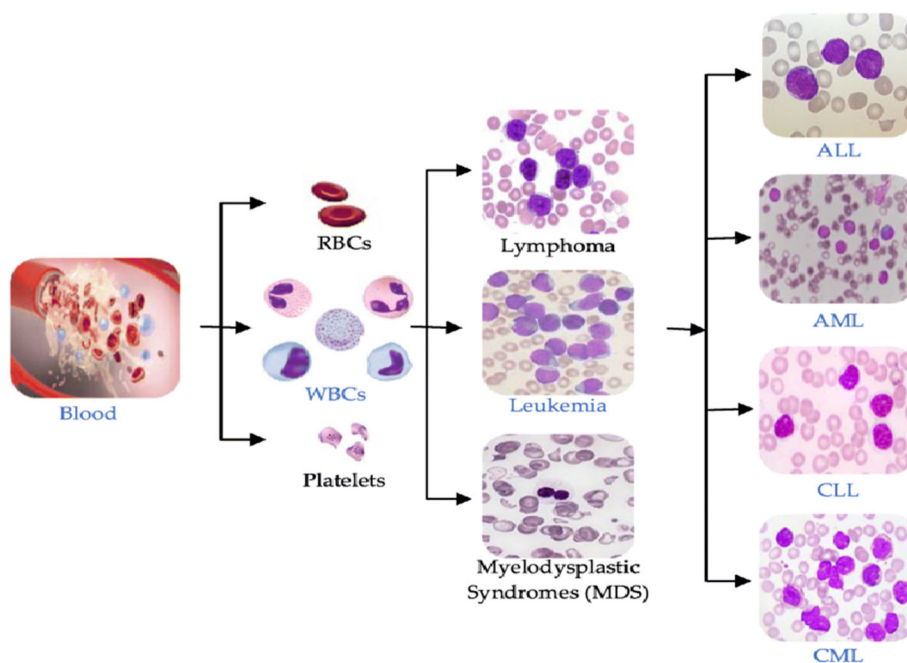 Blood
RBCs
WBCs
Platelets
Lymphoma
Leukemia
Myelodysplastic
Syndromes (MDS)
ALL
AML
CLL
CML